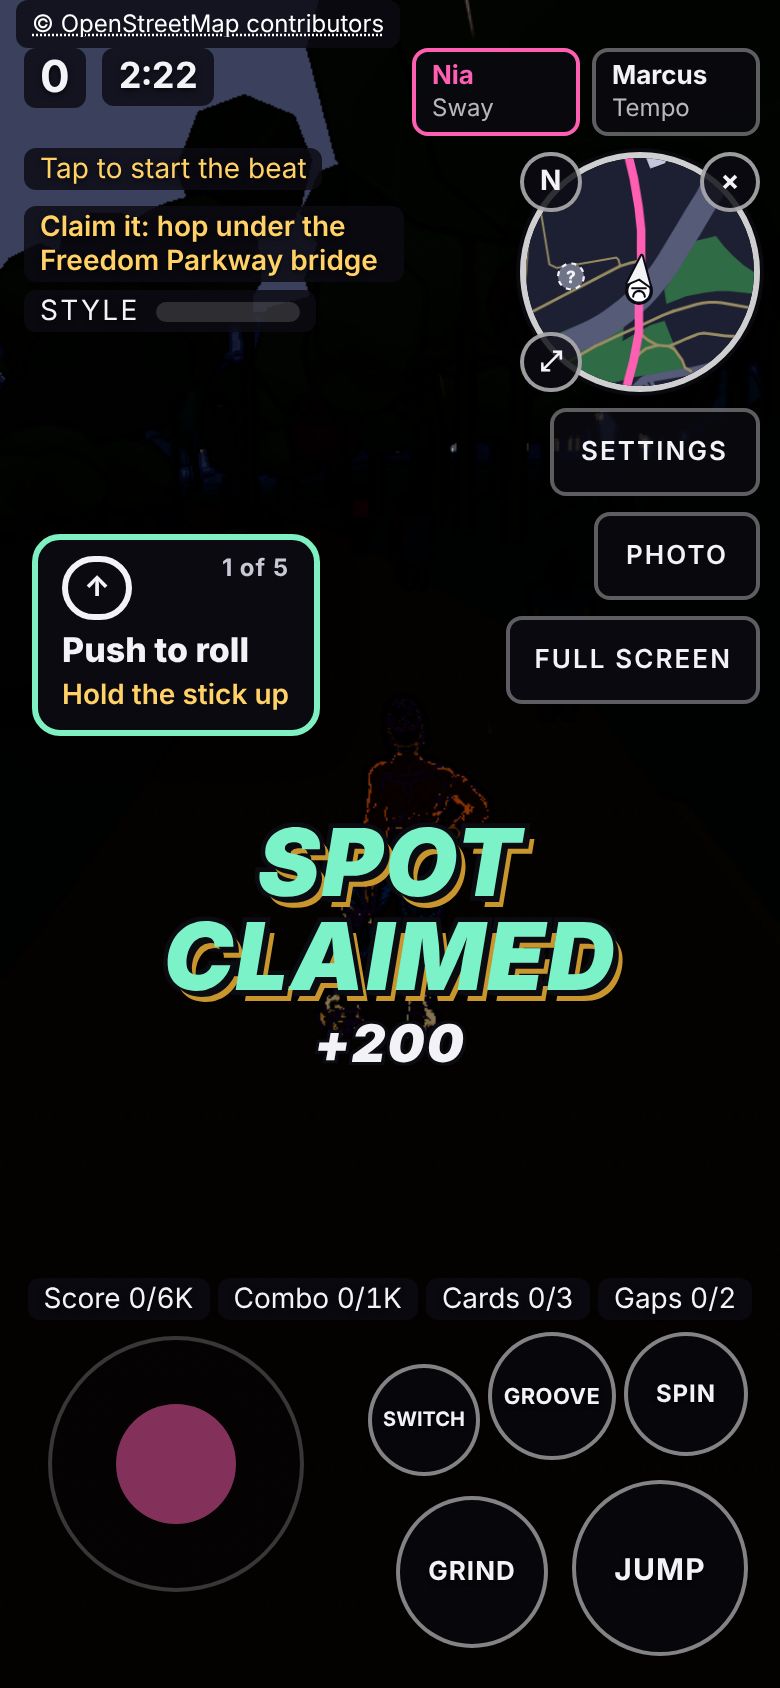 © OpenStreetMap contributors
0
2:22
Nia
Sway
Marcus
Tempo
Tap to start the beat
Claim it: hop under the
Freedom Parkway bridge
STYLE
N
×
?
SETTINGS
PHOTO
FULL SCREEN
1 of 5
Push to roll
Hold the stick up
SPOT
CLAIMED
+200
Score 0/6K
Combo 0/1K
Cards 0/3
Gaps 0/2
SWITCH
GROOVE
SPIN
GRIND
JUMP